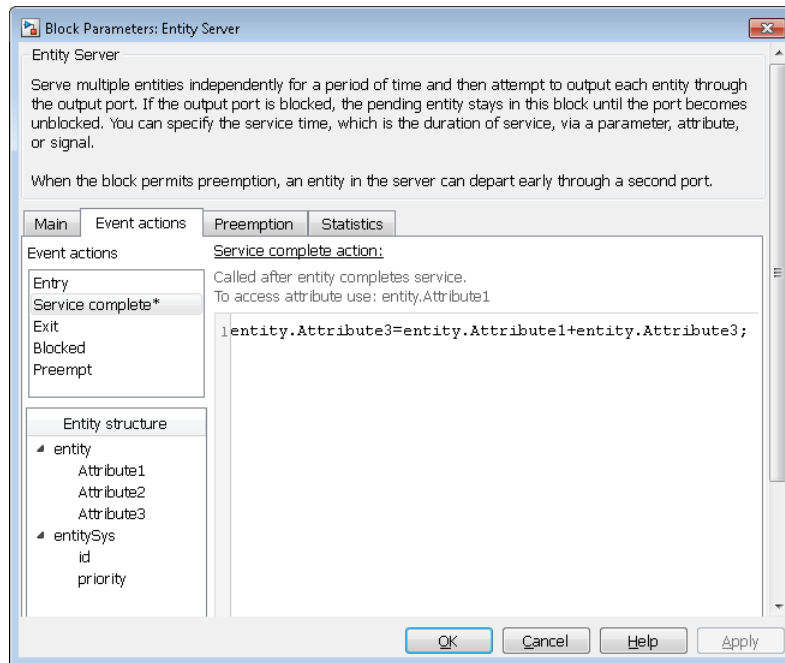 Block Parameters: Entity Server
Entity Server
Serve multiple entities independently for a period of time and then attempt to output each entity through
the output port. If the output port is blocked, the pending entity stays in this block until the port becomes
unblocked. You can specify the service time, which is the duration of service, via a parameter, attribute,
or signal.
When the block permits preemption, an entity in the server can depart early through a second port.
Main Event actions Preemption Statistics
Event actions
Entry
Service complete*
Exit
Blocked
Preempt
Entity structure
entity
Attribute1
Attribute2
Attribute3
entitySys
id
priority
Service complete action:
Called after entity completes service.
To access attribute use: entity.Attribute1
1 entity.Attribute3=entity.Attribute1+entity.Attribute3;
OK Cancel Help Apply